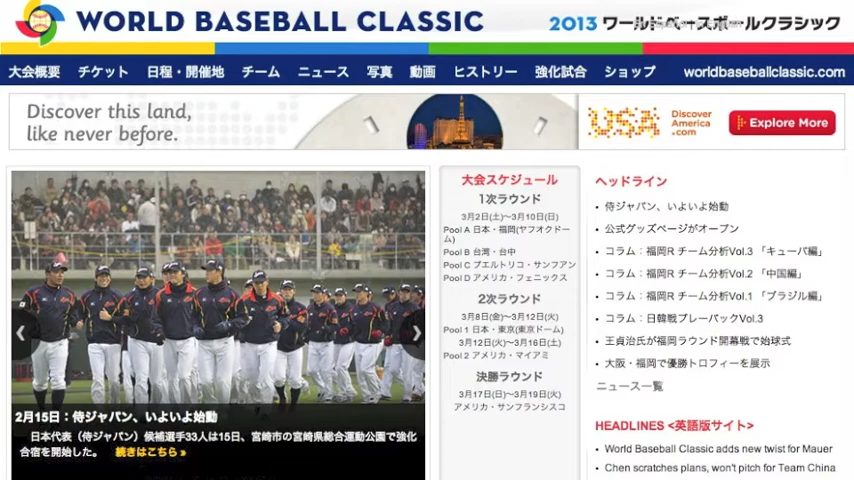 WORLD BASEBALL CLASSIC
2013 ワールドベースボールクラシック
大会概要 チケット 日程・開催地 チーム ニュース 写真 動画 ヒストリー 強化試合 ショップ worldbaseballclassic.com
Discover this land,
like never before.
USA
Discover
America
.com
Explore More
2月15日：侍ジャパン、いよいよ始動
日本代表（侍ジャパン）候補選手33人は15日、宮崎市の宮崎県総合運動公園で強化
合宿を開始した。 続きはこちら »
大会スケジュール
1次ラウンド
3月2日(土)〜3月10日(日)
Pool A 日本・福岡(ヤフオクドー
ム)
Pool B 台湾・台中
Pool C プエルトリコ・サンフアン
Pool D アメリカ・フェニックス
2次ラウンド
3月8日(金)〜3月12日(火)
Pool 1 日本・東京(東京ドーム)
3月12日(火)〜3月16日(土)
Pool 2 アメリカ・マイアミ
決勝ラウンド
3月17日(日)〜3月19日(火)
アメリカ・サンフランシスコ
ヘッドライン
• 侍ジャパン、いよいよ始動
• 公式グッズページがオープン
• コラム：福岡R チーム分析Vol.3 「キューバ編」
• コラム：福岡R チーム分析Vol.2 「中国編」
• コラム：福岡R チーム分析Vol.1 「ブラジル編」
• コラム：日韓戦プレーバックVol.3
• 王貞治氏が福岡ラウンド開幕戦で始球式
• 大阪・福岡で優勝トロフィーを展示
ニュース一覧
HEADLINES <英語版サイト>
• World Baseball Classic adds new twist for Mauer
• Chen scratches plans, won't pitch for Team China